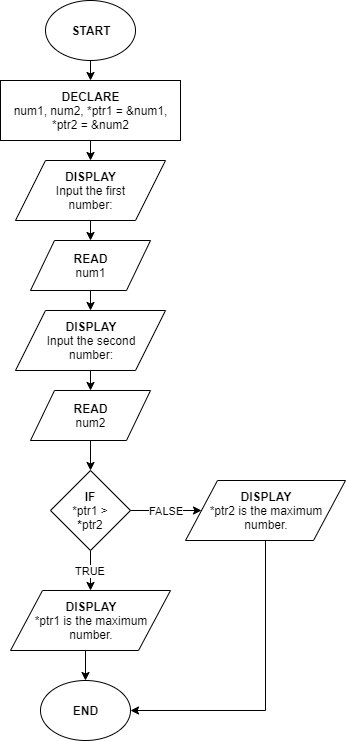 START
DECLARE
num1, num2, *ptr1 = &num1,
*ptr2 = &num2
DISPLAY
Input the first
number:
READ
num1
DISPLAY
Input the second
number:
READ
num2
IF
*ptr1 >
*ptr2
FALSE
DISPLAY
*ptr2 is the maximum
number.
TRUE
DISPLAY
*ptr1 is the maximum
number.
END